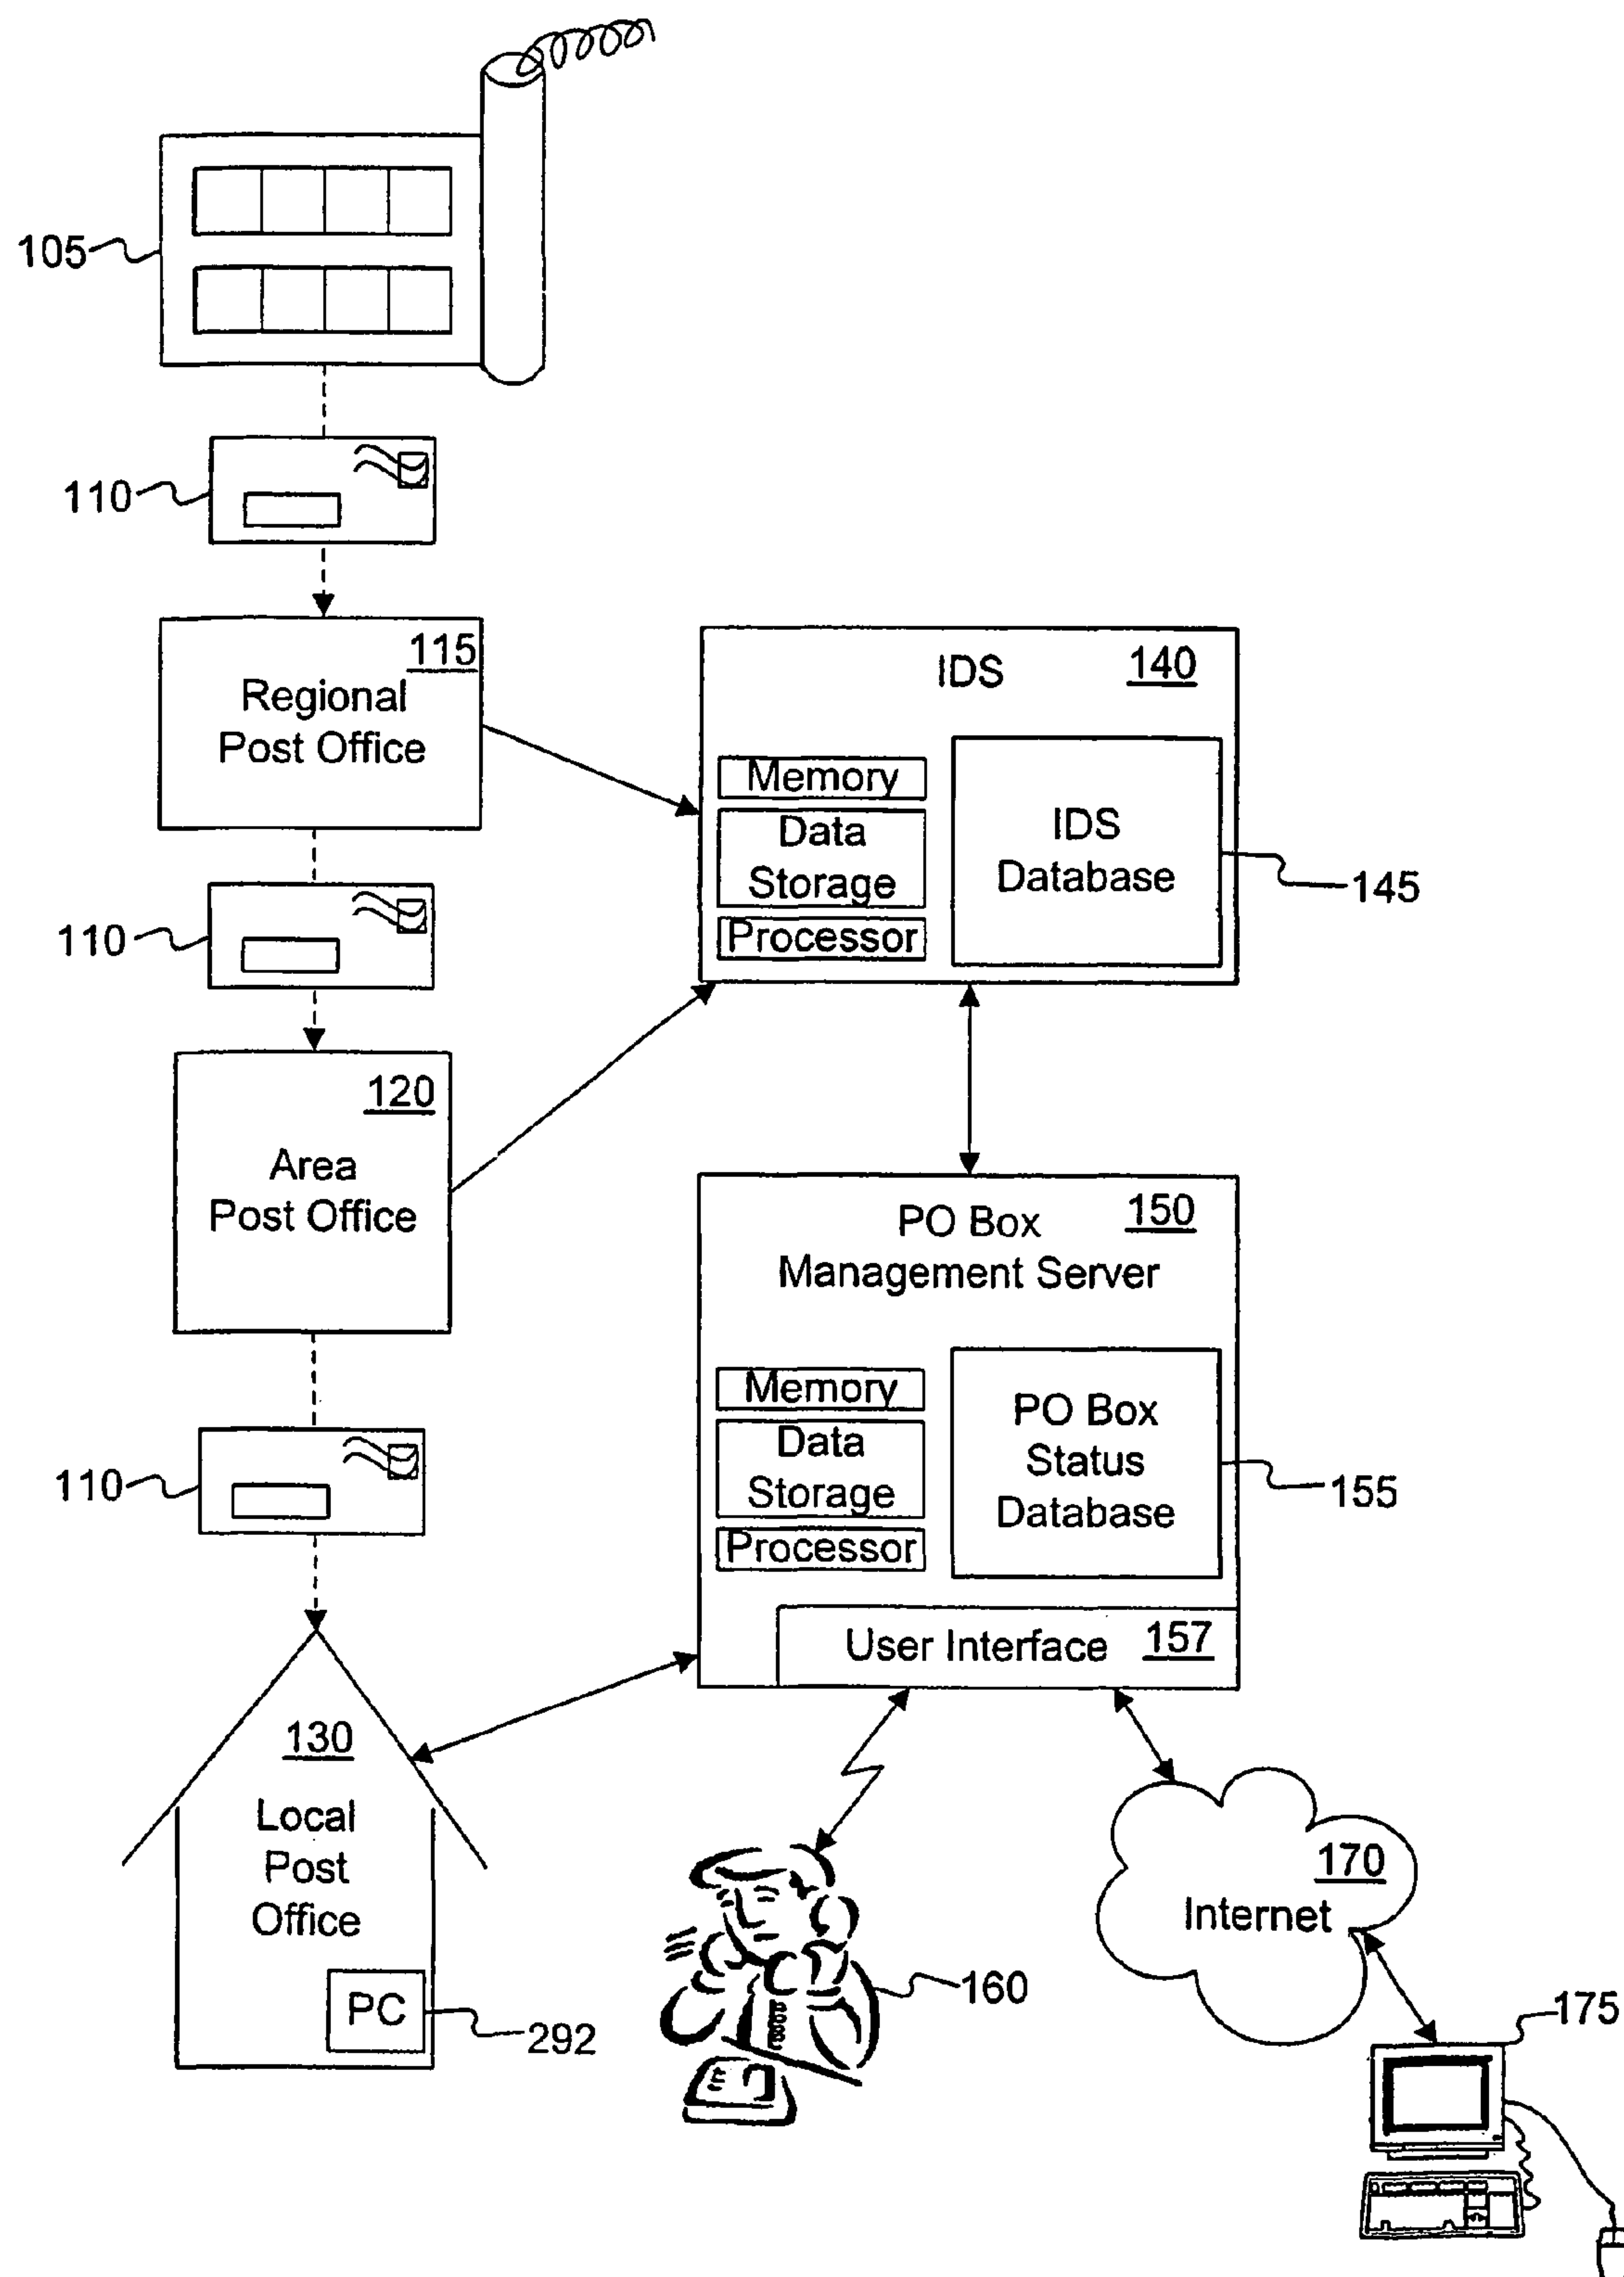 105
110
115
Regional
Post Office
110
120
Area
Post Office
110
130
Local
Post
Office
PC
292
IDS
140
Memory
Data
Storage
Processor
IDS
Database
145
PO Box
150
Management Server
Memory
Data
Storage
Processor
PO Box
Status
Database
155
User Interface
157
160
170
Internet
175